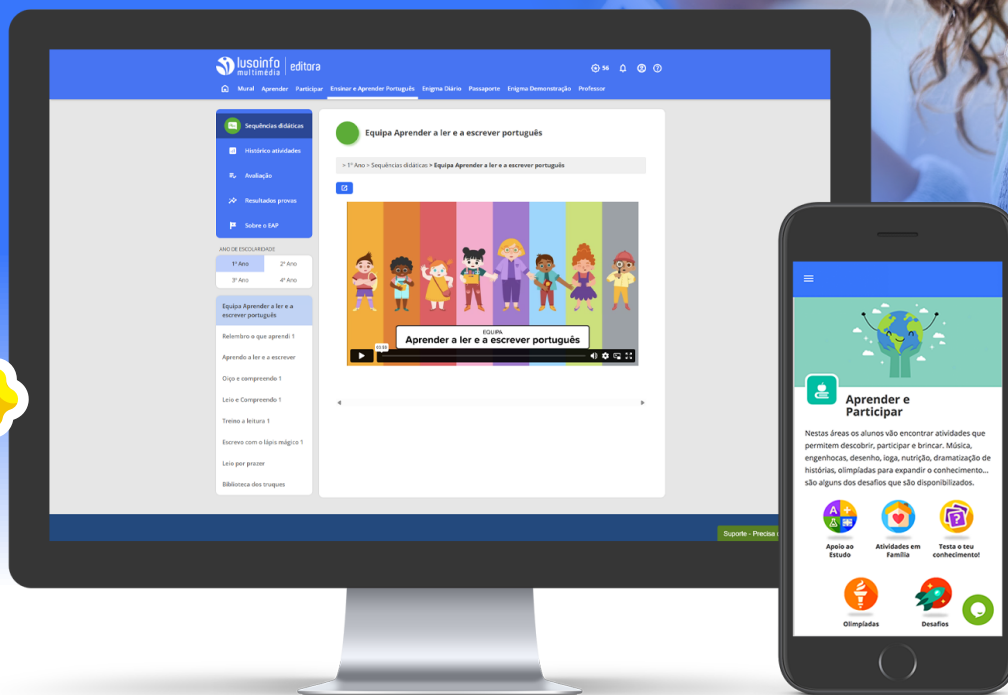 lusoinfo
multimédia
editora
56
Mural Aprender Participar Ensinar e Aprender Português Enigma Diário Passaporte Enigma Demonstração Professor
Sequências didáticas
Histórico atividades
Avaliação
Resultados provas
Sobre o EAP
ANO DE ESCOLARIDADE
1º Ano 2º Ano
3º Ano 4º Ano
Equipa Aprender a ler e a
escrever português
Relembro o que aprendi 1
Aprendo a ler e a escrever
Oiço e compreendo 1
Leio e Compreendo 1
Treino a leitura 1
Escrevo com o lápis mágico 1
Leio por prazer
Biblioteca dos truques
Equipa Aprender a ler e a escrever português
> 1º Ano > Sequências didáticas > Equipa Aprender a ler e a escrever português
EQUIPA
Aprender a ler e a escrever português
Suporte - Precisa
Aprender e
Participar
Nestas áreas os alunos vão encontrar atividades que
permitem descobrir, participar e brincar. Música,
engenhocas, desenho, ioga, nutrição, dramatização de
histórias, olimpíadas para expandir o conhecimento...
são alguns dos desafios que são disponibilizados.
A
Apoio ao
Estudo
Atividades em
Família
?
Testa o teu
conhecimento!
Olimpíadas
Desafios